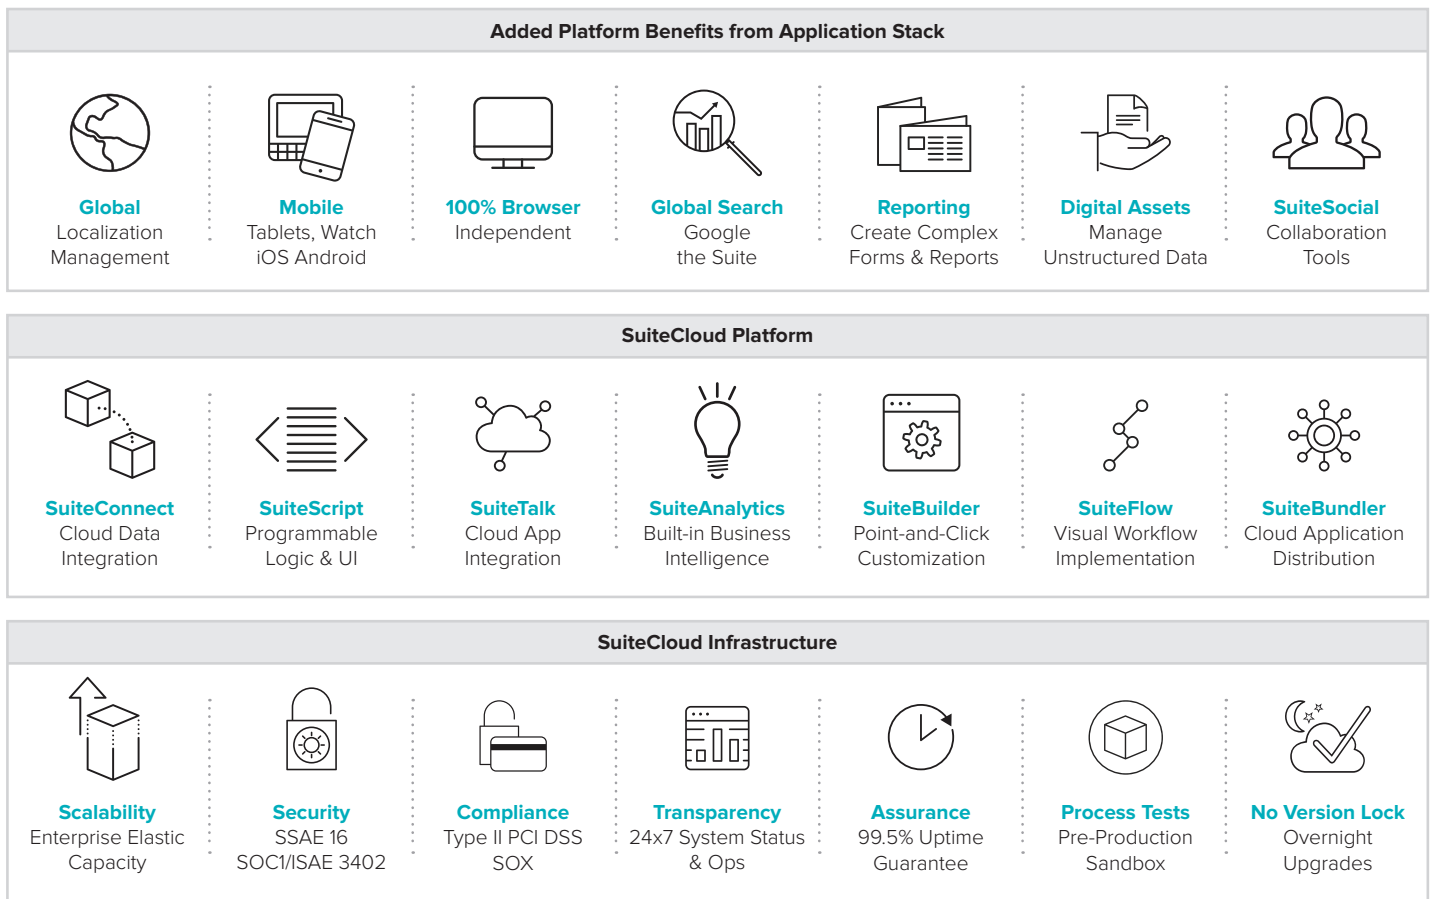 Added Platform Benefits from Application Stack
Global
Localization
Management
Mobile
Tablets, Watch
iOS Android
100% Browser
Independent
Global Search
Google
the Suite
Reporting
Create Complex
Forms & Reports
Digital Assets
Manage
Unstructured Data
SuiteSocial
Collaboration
Tools
SuiteCloud Platform
SuiteConnect
Cloud Data
Integration
SuiteScript
Programmable
Logic & UI
SuiteTalk
Cloud App
Integration
SuiteAnalytics
Built-in Business
Intelligence
SuiteBuilder
Point-and-Click
Customization
SuiteFlow
Visual Workflow
Implementation
SuiteBundler
Cloud Application
Distribution
SuiteCloud Infrastructure
Scalability
Enterprise Elastic
Capacity
Security
SSAE 16
SOC1/ISAE 3402
Compliance
Type II PCI DSS
SOX
Transparency
24x7 System Status
& Ops
Assurance
99.5% Uptime
Guarantee
Process Tests
Pre-Production
Sandbox
No Version Lock
Overnight
Upgrades